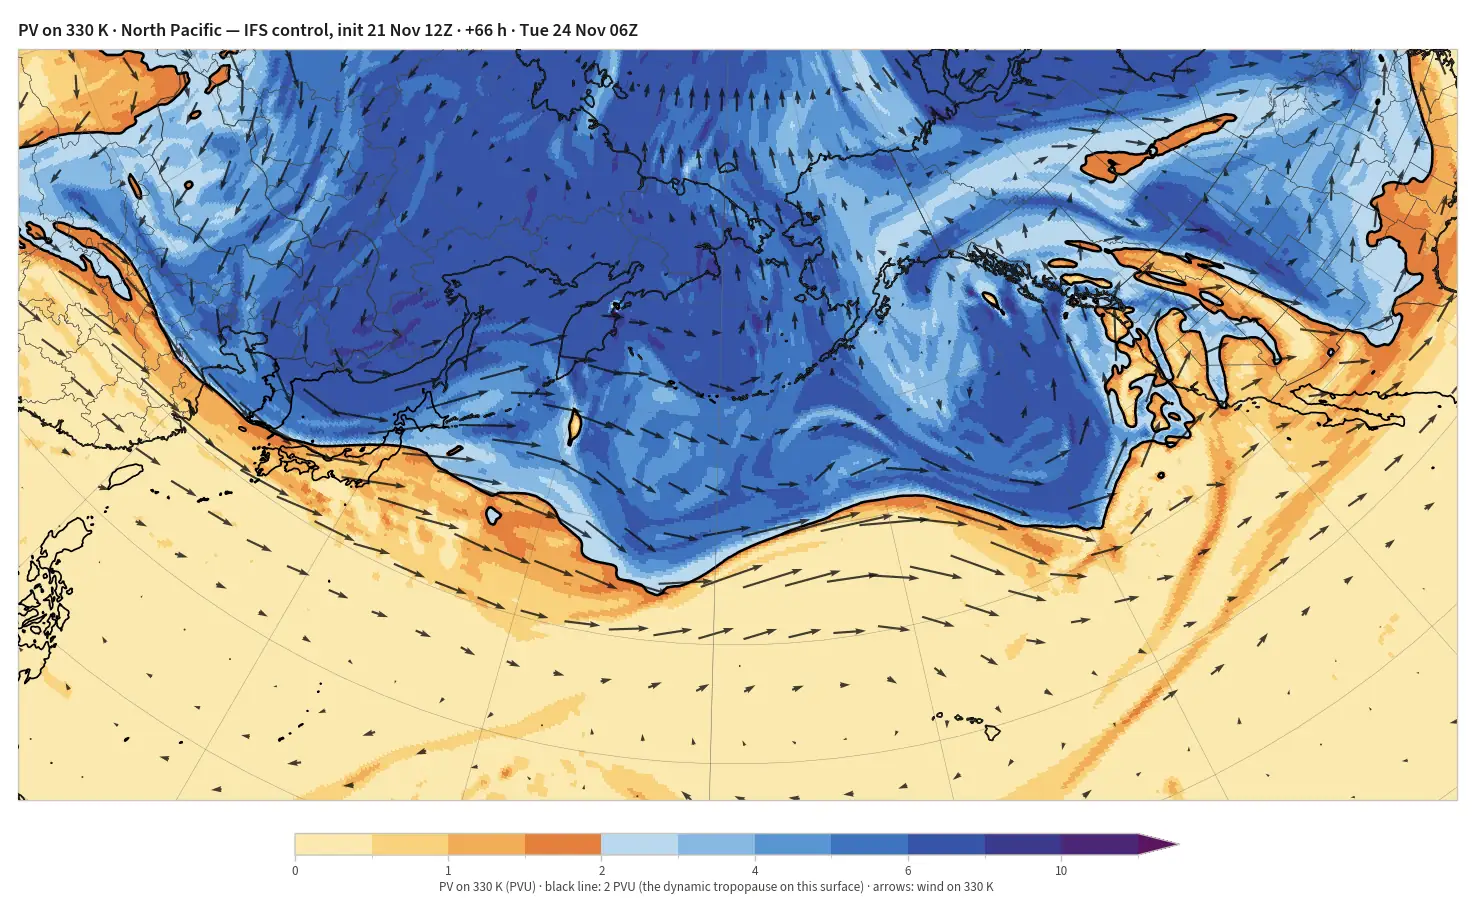 PV on 330 K · North Pacific — IFS control, init 21 Nov 12Z · +66 h · Tue 24 Nov 06Z
0 1 2 4 6 10
PV on 330 K (PVU) · black line: 2 PVU (the dynamic tropopause on this surface) · arrows: wind on 330 K